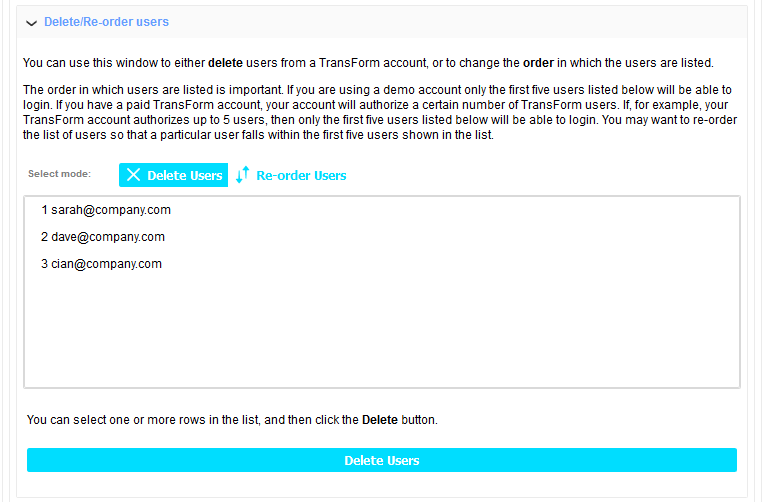 Delete/Re-order users
You can use this window to either delete users from a TransForm account, or to change the order in which the users are listed.
The order in which users are listed is important. If you are using a demo account only the first five users listed below will be able to
login. If you have a paid TransForm account, your account will authorize a certain number of TransForm users. If, for example, your
TransForm account authorizes up to 5 users, then only the first five users listed below will be able to login. You may want to re-order
the list of users so that a particular user falls within the first five users shown in the list.
Select mode: Delete Users Re-order Users
1 sarah@company.com
2 dave@company.com
3 cian@company.com
You can select one or more rows in the list, and then click the Delete button.
Delete Users